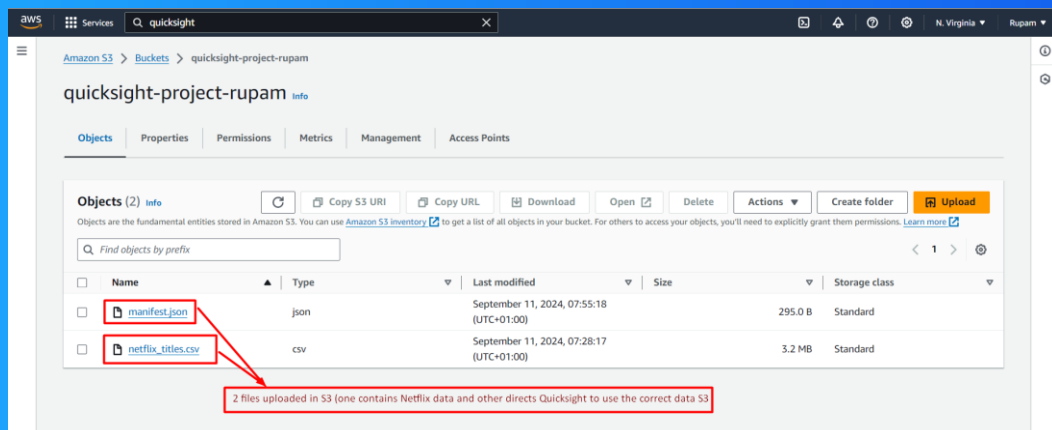 aws Services quicksight N. Virginia ▼ Rupam ▼
Amazon S3 > Buckets > quicksight-project-rupam
quicksight-project-rupam Info
Objects Properties Permissions Metrics Management Access Points
Objects (2) Info Copy S3 URI Copy URL Download Open Delete Actions ▼ Create folder Upload
Objects are the fundamental entities stored in Amazon S3. You can use Amazon S3 inventory to get a list of all objects in your bucket. For others to access your objects, you'll need to explicitly grant them permissions. Learn more
Find objects by prefix < 1 >
Name Type Last modified Size Storage class
manifest.json json September 11, 2024, 07:55:18 (UTC+01:00) 295.0 B Standard
netflix_titles.csv csv September 11, 2024, 07:28:17 (UTC+01:00) 3.2 MB Standard
2 files uploaded in S3 (one contains Netflix data and other directs Quicksight to use the correct data S3